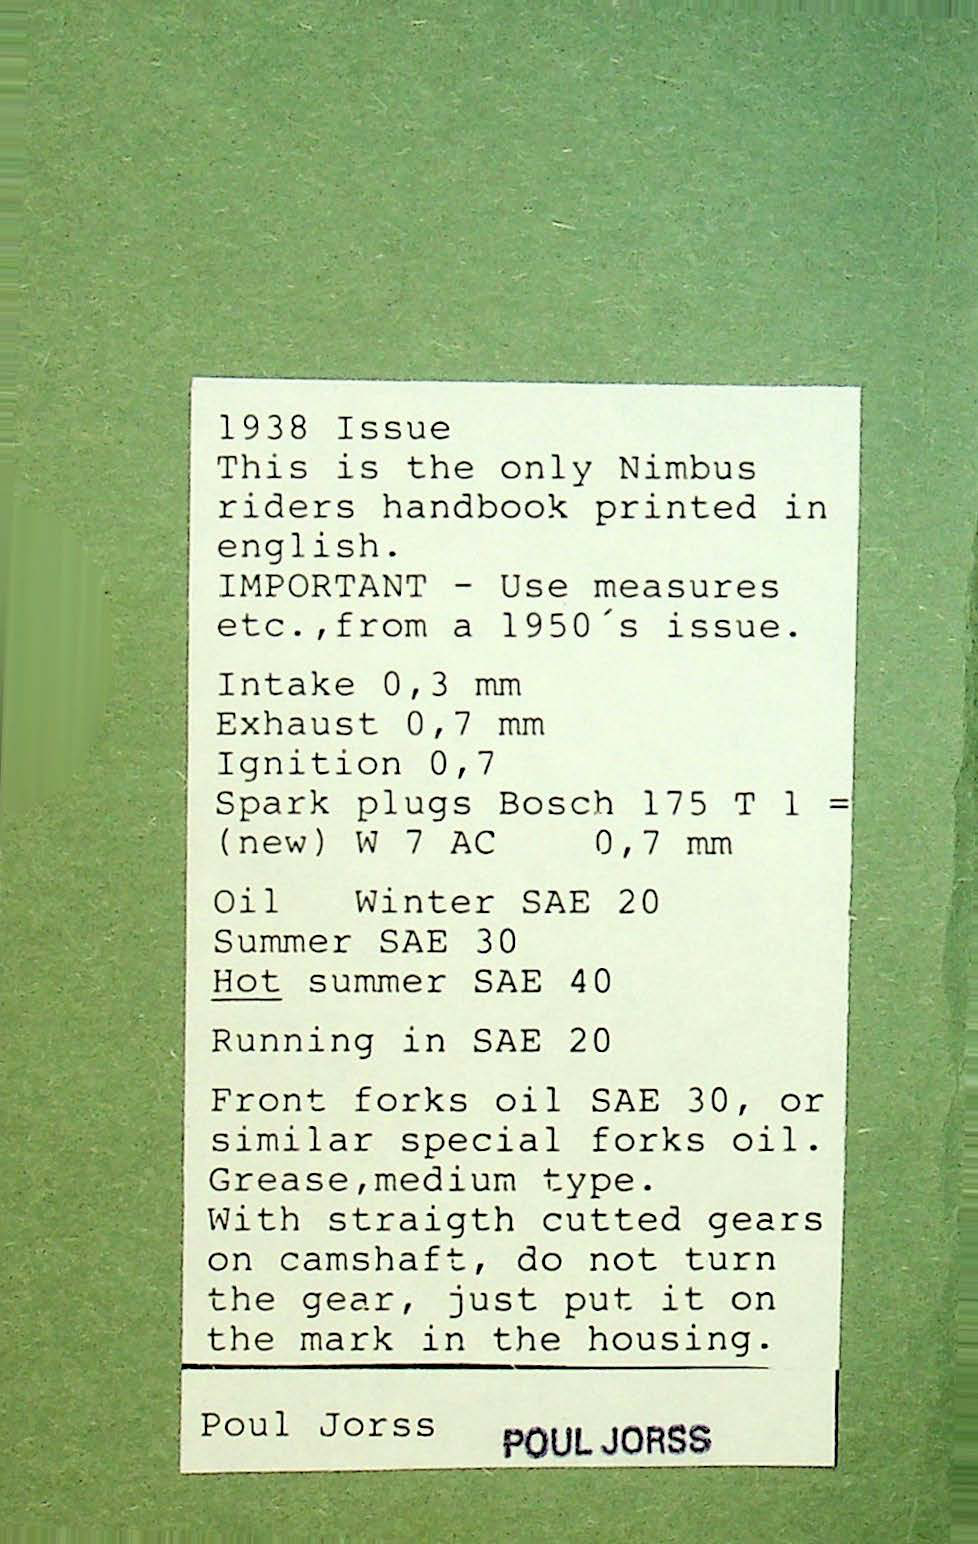 1938 Issue
This is the only Nimbus
riders handbook printed in
english.
IMPORTANT - Use measures
etc.,from a 1950´s issue.
Intake 0,3 mm
Exhaust 0,7 mm
Ignition 0,7
Spark plugs Bosch 175 T 1 =
(new) W 7 AC    0,7 mm
Oil   Winter SAE 20
Summer SAE 30
Hot summer SAE 40
Running in SAE 20
Front forks oil SAE 30, or
similar special forks oil.
Grease,medium type.
With straigth cutted gears
on camshaft, do not turn
the gear, just put it on
the mark in the housing.
Poul Jorss   POUL JORSS